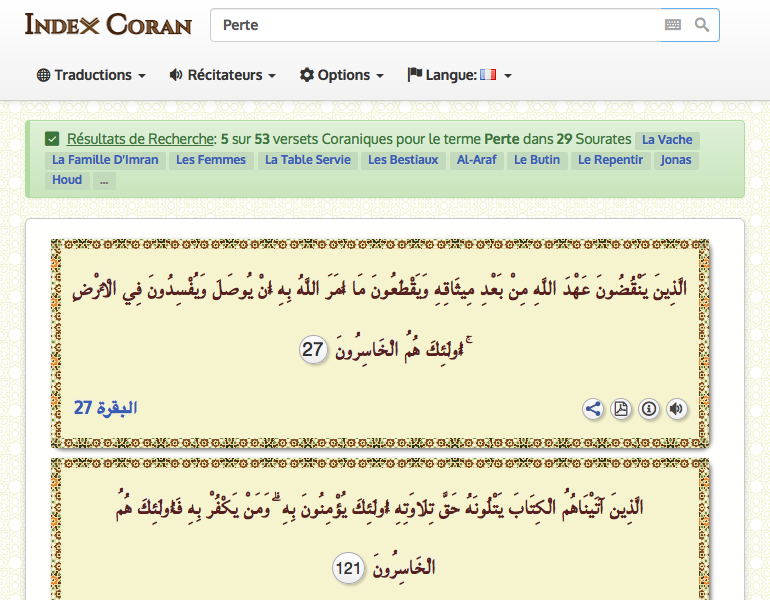 Index Coran
Perte
Traductions
Récitateurs
Options
Langue:
Résultats de Recherche: 5 sur 53 versets Coraniques pour le terme Perte dans 29 Sourates La Vache
La Famille D'Imran Les Femmes La Table Servie Les Bestiaux Al-Araf Le Butin Le Repentir Jonas
Houd ...
الَّذِينَ يَنْقُضُونَ عَهْدَ اللَّهِ مِنْ بَعْدِ مِيثَاقِهِ وَيَقْطَعُونَ مَا أَمَرَ اللَّهُ بِهِ أَنْ يُوصَلَ وَيُفْسِدُونَ فِي الْأَرْضِ
ۚ أُولَئِكَ هُمُ الْخَاسِرُونَ 27
البقرة 27
الَّذِينَ آتَيْنَاهُمُ الْكِتَابَ يَتْلُونَهُ حَقَّ تِلَاوَتِهِ أُولَئِكَ يُؤْمِنُونَ بِهِ ۗ وَمَنْ يَكْفُرْ بِهِ فَأُولَئِكَ هُمُ
الْخَاسِرُونَ 121